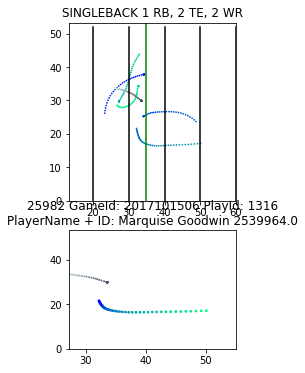 SINGLEBACK 1 RB, 2 TE, 2 WR
50
40
30
20
10
0
20 30 40 50 60
25982 GameId: 2017101506 PlayId: 1316
PlayerName + ID: Marquise Goodwin 2539964.0
40
20
0
30 40 50